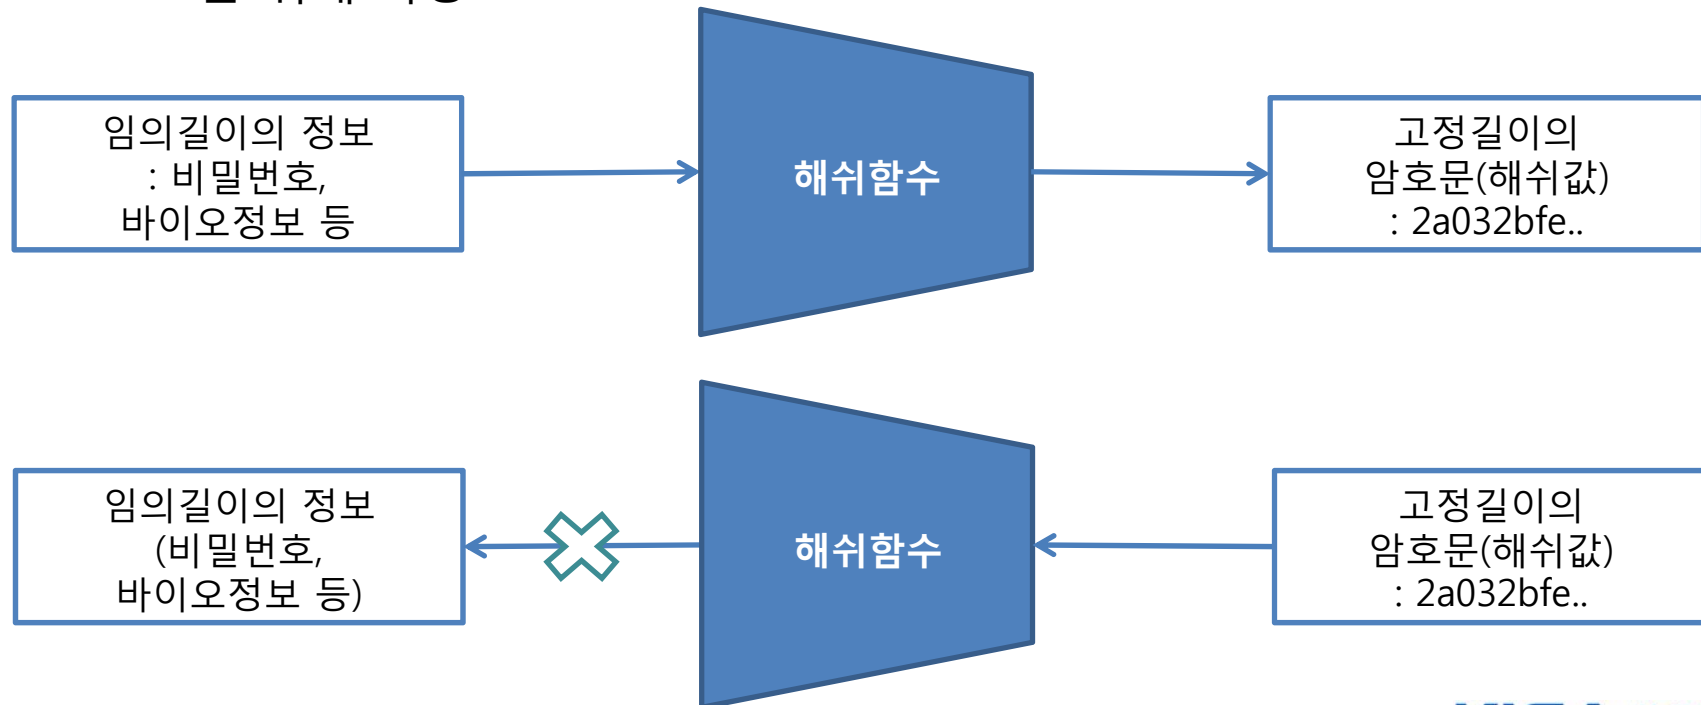 임의길이의 정보
: 비밀번호,
바이오정보 등
해쉬함수
고정길이의
암호문(해쉬값)
: 2a032bfe..
임의길이의 정보
(비밀번호,
바이오정보 등)
해쉬함수
고정길이의
암호문(해쉬값)
: 2a032bfe..